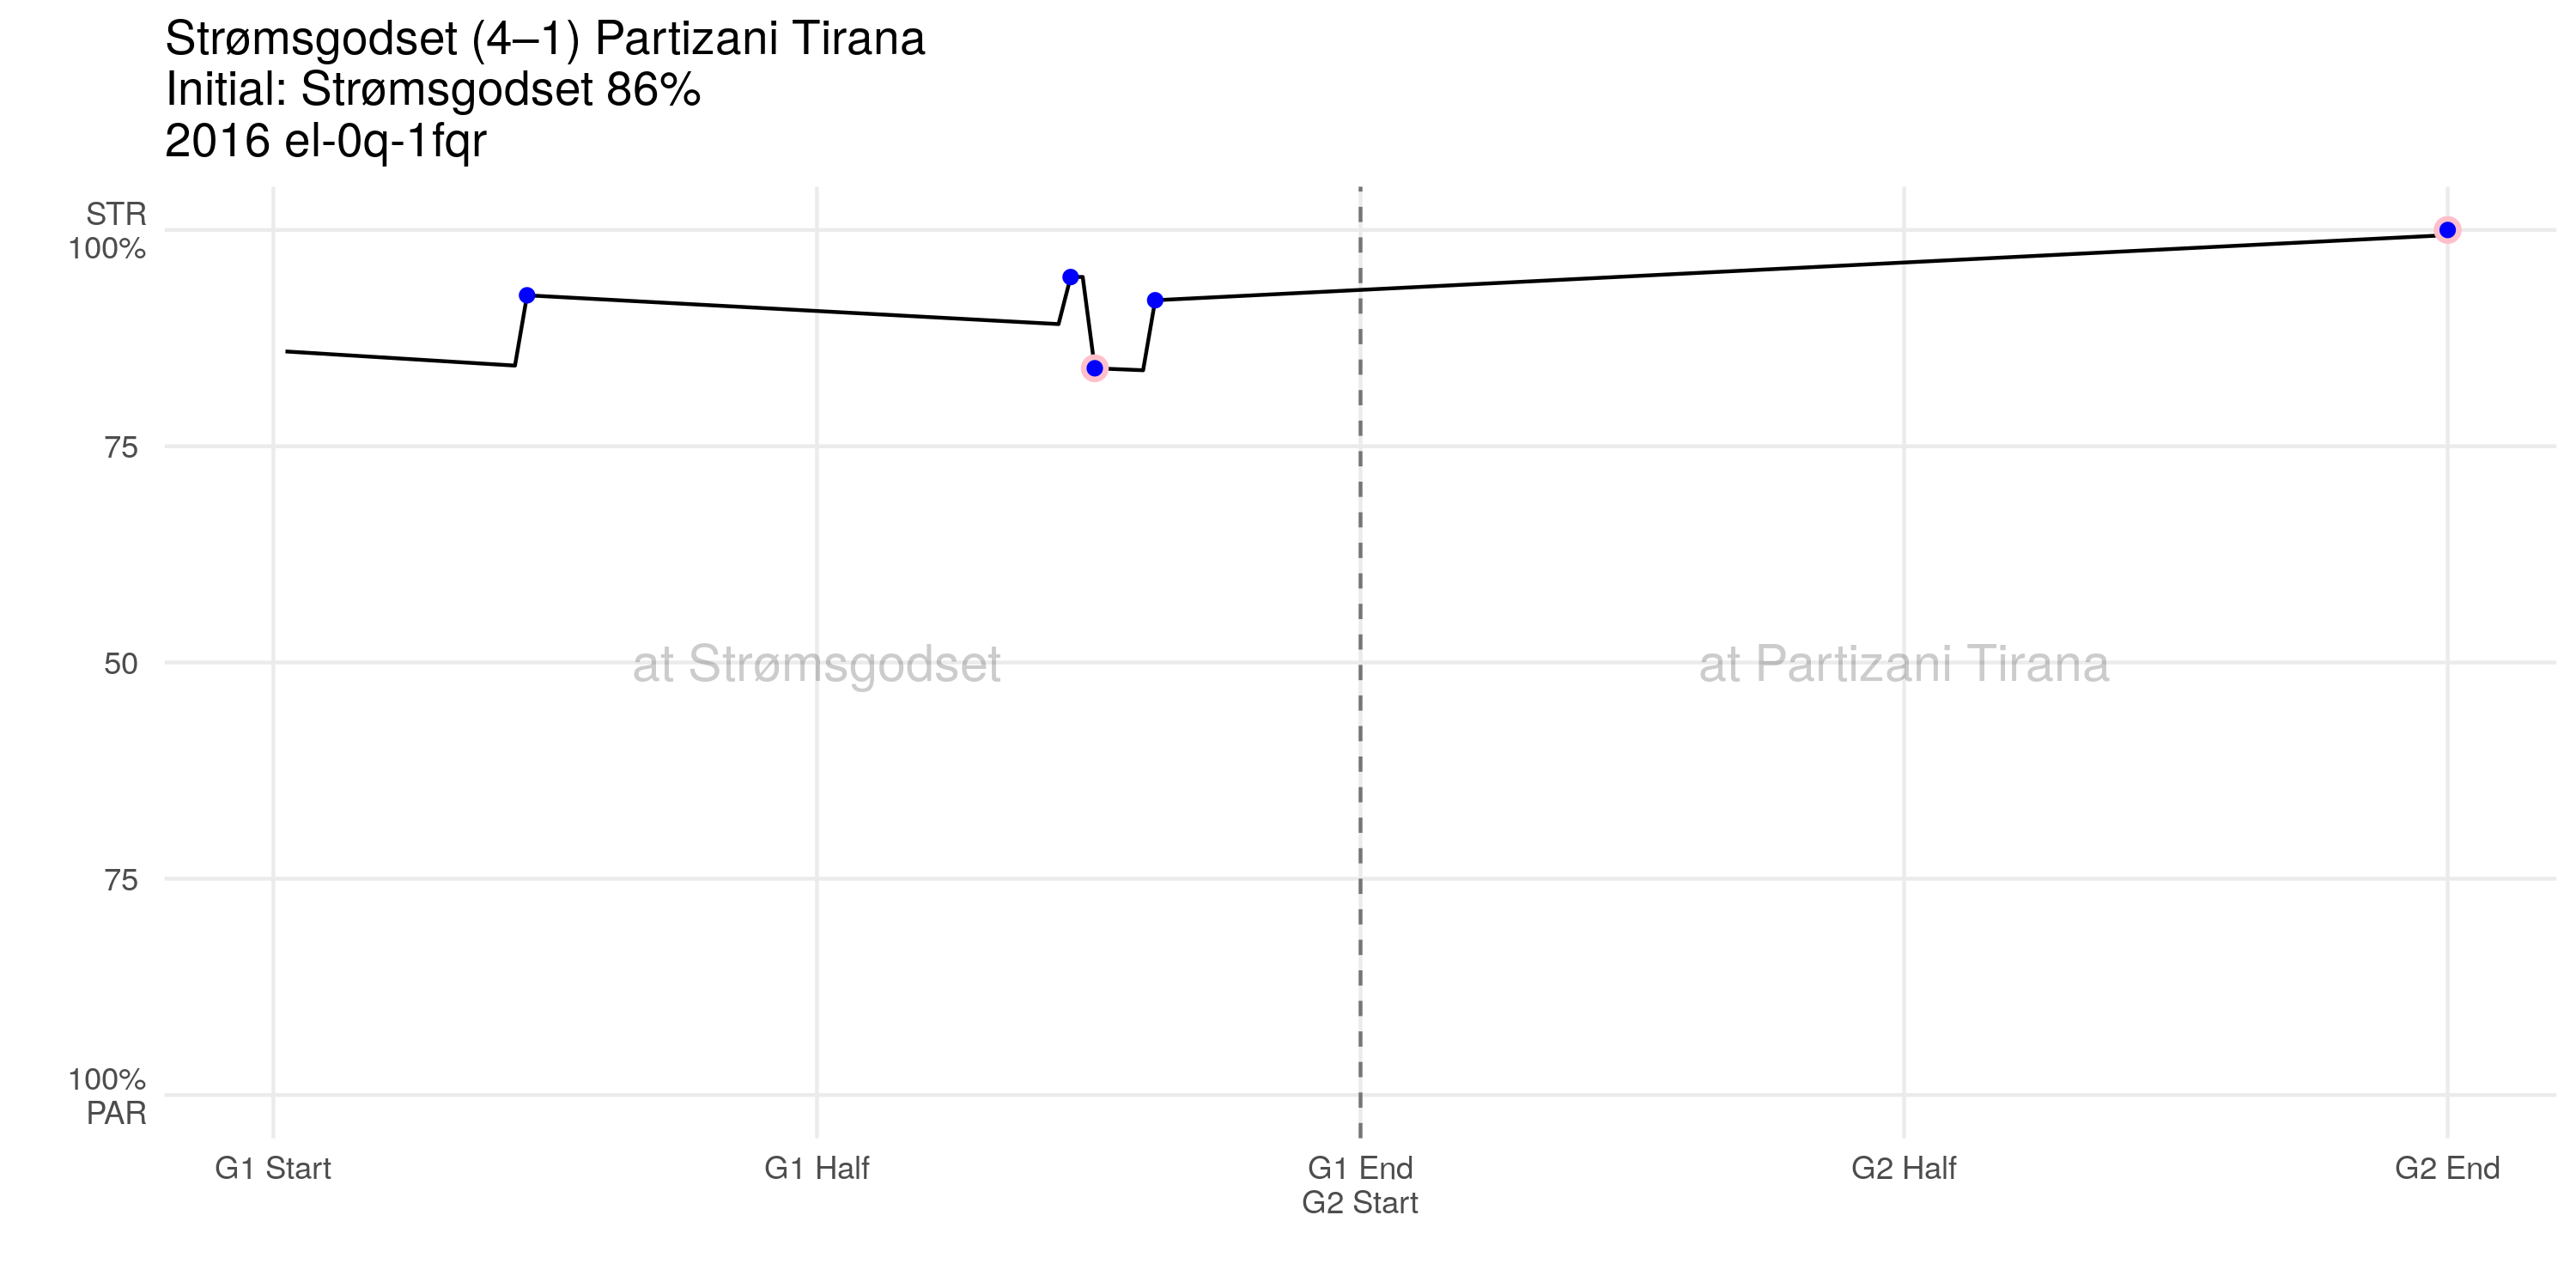 Strømsgodset (4–1) Partizani Tirana
Initial: Strømsgodset 86%
2016 el-0q-1fqr
STR
100%
75
50
75
100%
PAR
at Strømsgodset
at Partizani Tirana
G1 Start
G1 Half
G1 End
G2 Start
G2 Half
G2 End